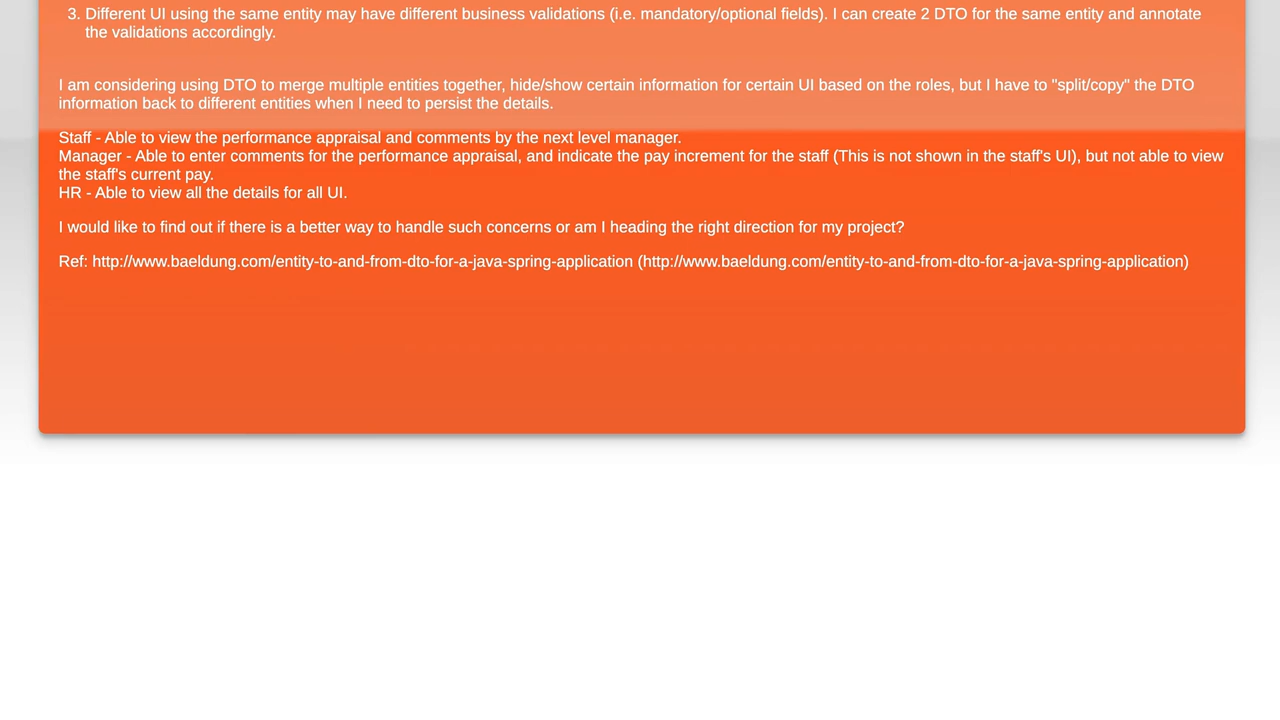 3. Different UI using the same entity may have different business validations (i.e. mandatory/optional fields). I can create 2 DTO for the same entity and annotate
the validations accordingly.
I am considering using DTO to merge multiple entities together, hide/show certain information for certain UI based on the roles, but I have to "split/copy" the DTO
information back to different entities when I need to persist the details.
Staff - Able to view the performance appraisal and comments by the next level manager.
Manager - Able to enter comments for the performance appraisal, and indicate the pay increment for the staff (This is not shown in the staff's UI), but not able to view
the staff's current pay.
HR - Able to view all the details for all UI.
I would like to find out if there is a better way to handle such concerns or am I heading the right direction for my project?
Ref: http://www.baeldung.com/entity-to-and-from-dto-for-a-java-spring-application (http://www.baeldung.com/entity-to-and-from-dto-for-a-java-spring-application)